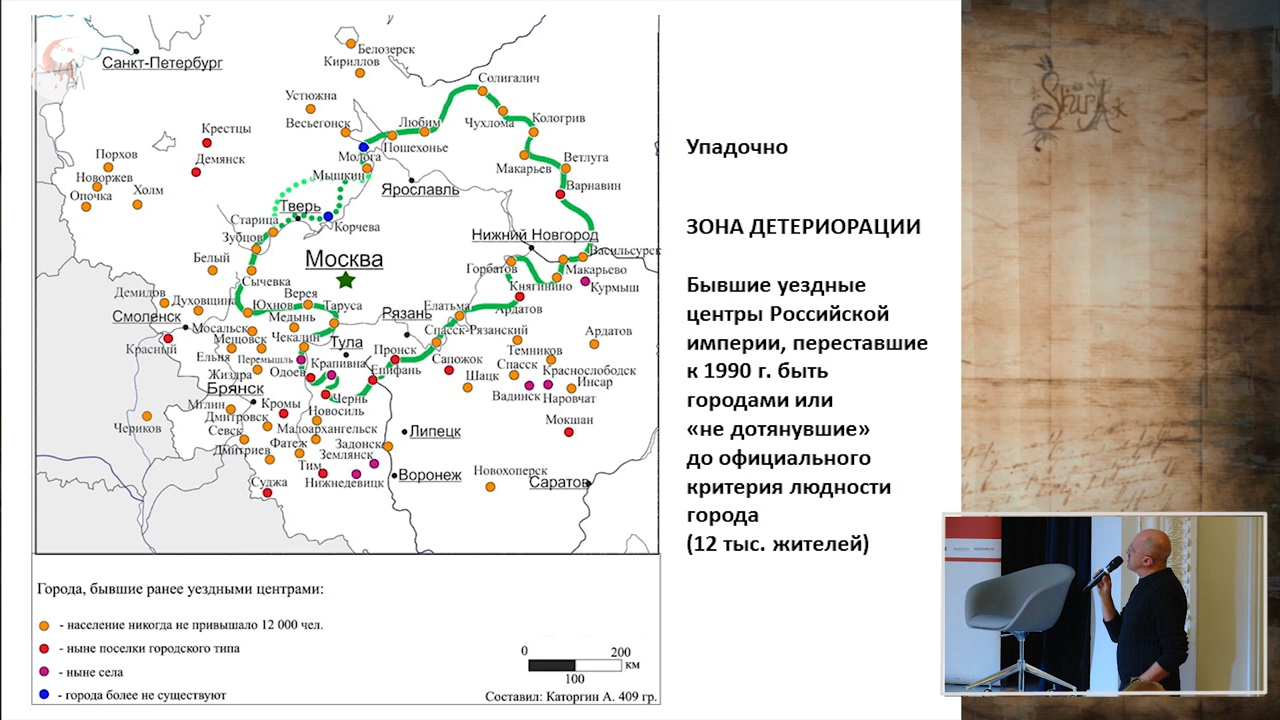 Санкт-Петербург
Белозерск
Кириллов
Солигалич
Устюжна
Весьегонск
Любим
Чухлома
Кологрив
Крестцы
Пошехонье
Молога
Порхов
Демянск
Макарьев
Ветлуга
Новоржев
Мышкин
Ярославль
Варнавин
Опочка
Холм
Тверь
Старица
Корчева
Зубцов
Нижний Новгород
Васильсурск
Белый
Москва
Горбатов
Макарьево
Сычевка
Княгинино
Курмыш
Демидов
Духовщина
Верея
Юхнов
Таруса
Елатьма
Ардатов
Смоленск
Медынь
Рязань
Мосальск
Спасск-Рязанский
Ардатов
Мещовск
Чекалин
Тула
Красный
Ельня
Перемышль
Крапивна
Пронск
Сапожок
Темников
Жиздра
Одоев
Епифань
Шацк
Спасск
Краснослободск
Инсар
Брянск
Чернь
Вадинск
Наровчат
Мглин
Кромы
Новосиль
Дмитровск
Мокшан
Чериков
Севск
Малоархангельск
Липецк
Фатеж
Задонск
Дмитриев
Землянск
Тим
Воронеж
Новохоперск
Саратов
Суджа
Нижнедевицк
Города, бывшие ранее уездными центрами:
- население никогда не привышало 12 000 чел.
- ныне поселки городского типа
- ныне села
- города более не существуют
0 200
км
100
Составил: Каторгин А. 409 гр.
Упадочно
ЗОНА ДЕТЕРИОРАЦИИ
Бывшие уездные
центры Российской
империи, переставшие
к 1990 г. быть
городами или
«не дотянувшие»
до официального
критерия людности
города
(12 тыс. жителей)